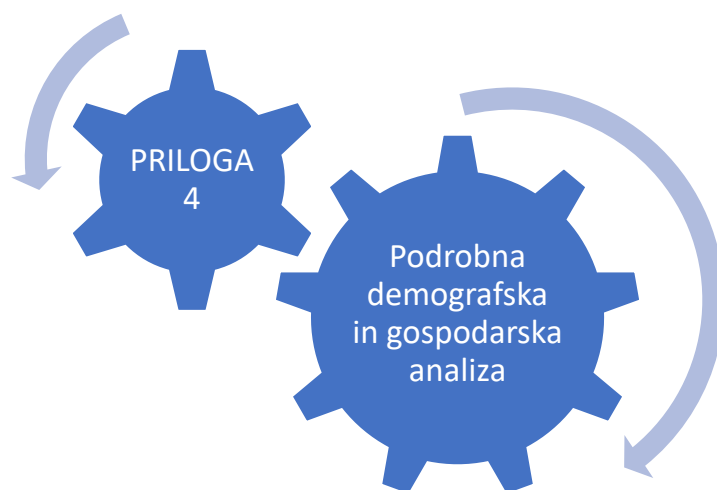 PRILOGA
4
Podrobna
demografska
in gospodarska
analiza